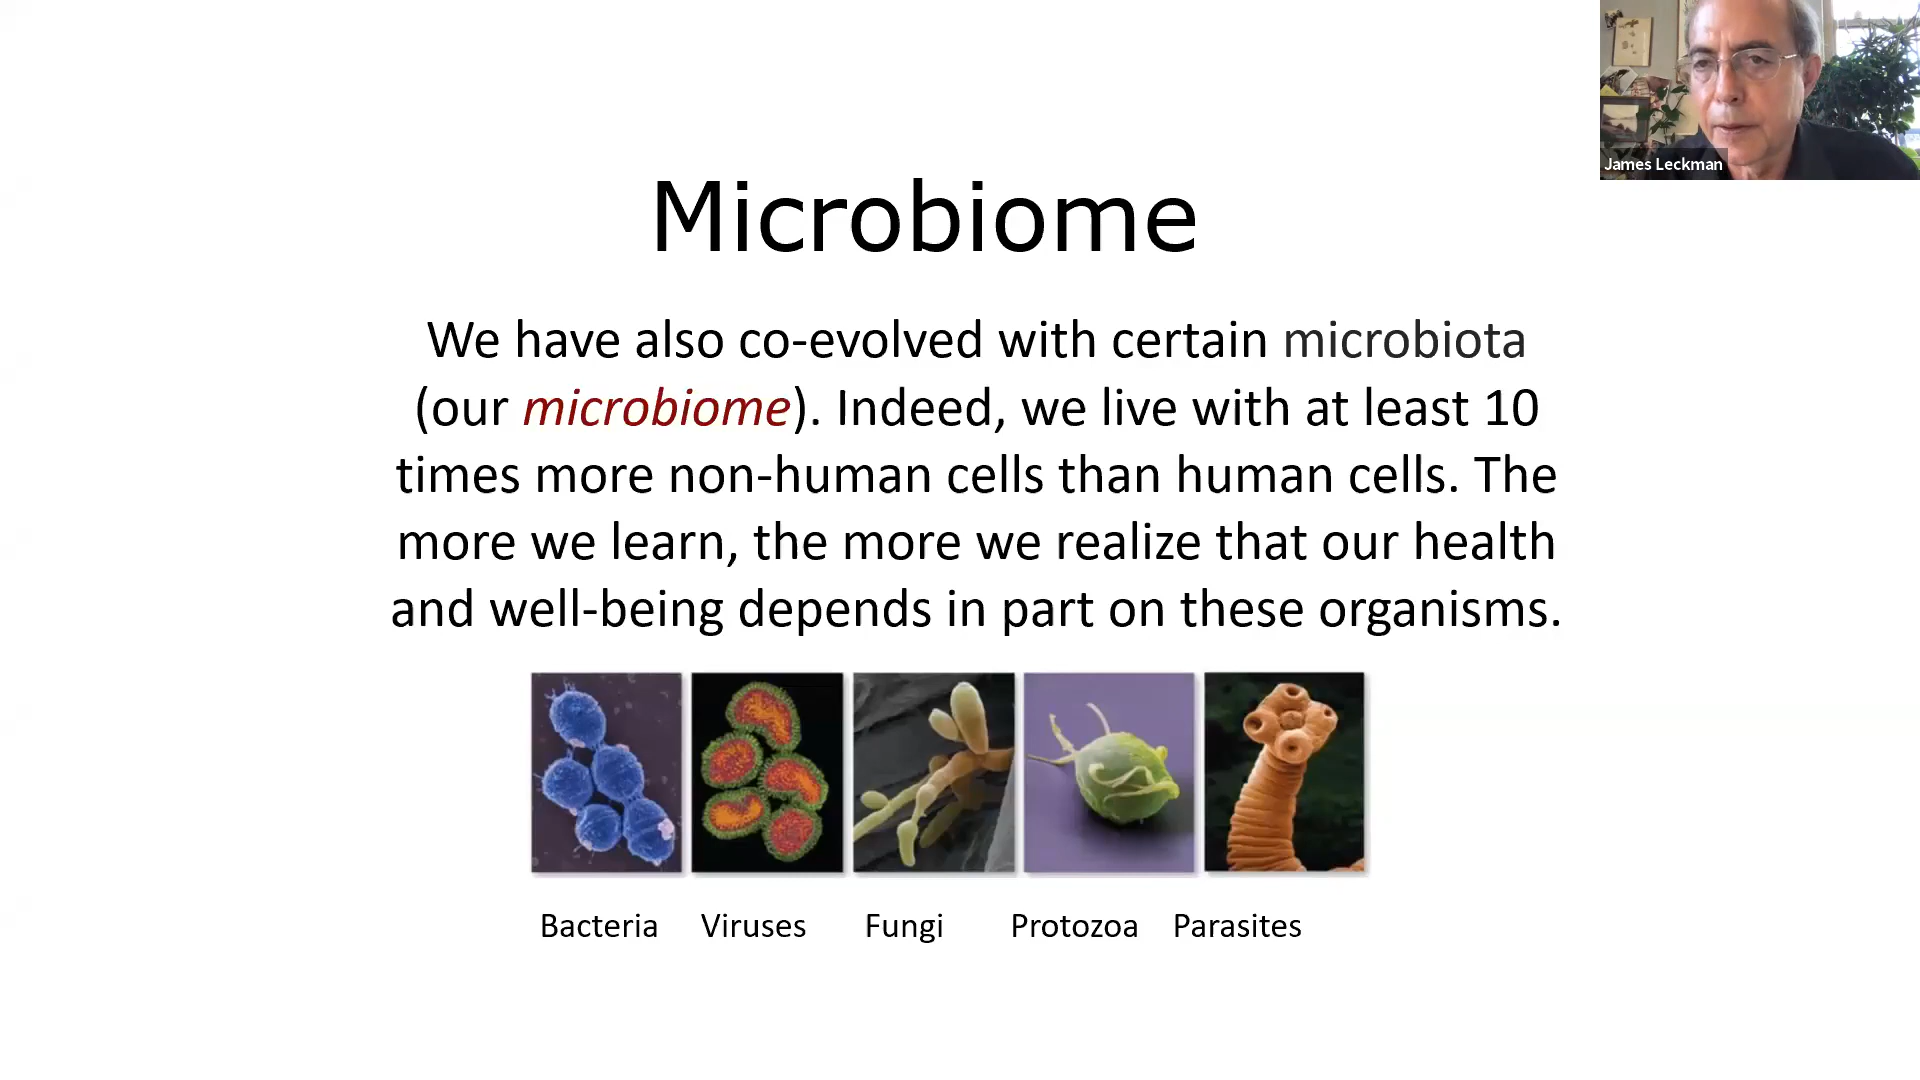 James Leckman
Microbiome
We have also co-evolved with certain microbiota
(our microbiome). Indeed, we live with at least 10
times more non-human cells than human cells. The
more we learn, the more we realize that our health
and well-being depends in part on these organisms.
Bacteria Viruses Fungi Protozoa Parasites